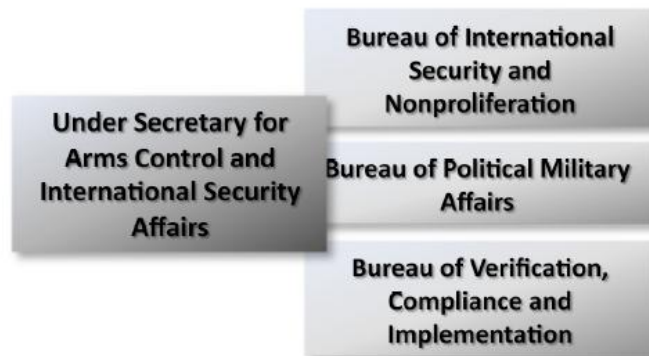 Under Secretary for
Arms Control and
International Security
Affairs
Bureau of International
Security and
Nonproliferation
Bureau of Political Military
Affairs
Bureau of Verification,
Compliance and
Implementation